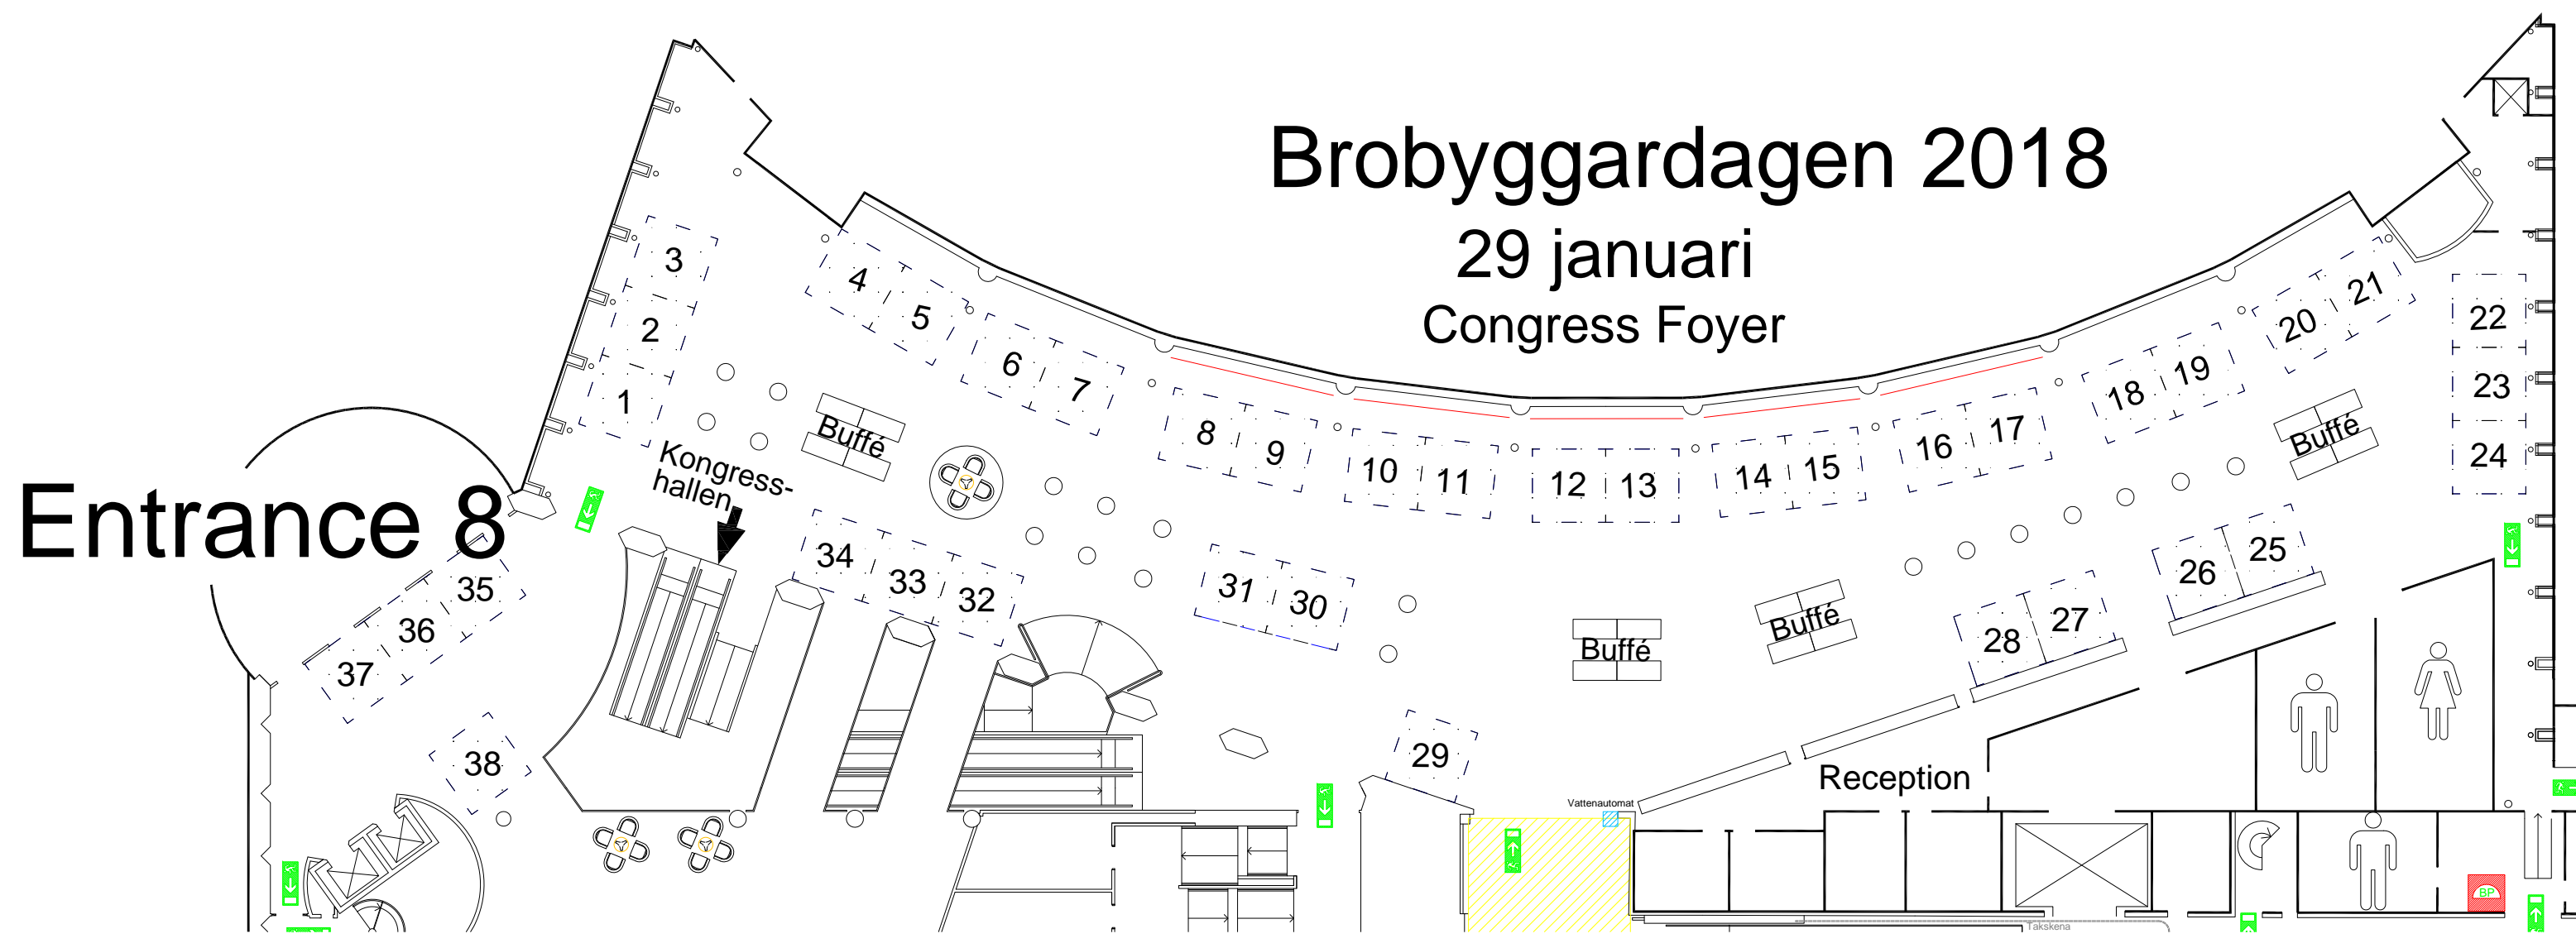 Brobyggardagen 2018
29 januari
Congress Foyer
Entrance 8
Kongress-
hallen
Buffé
Buffé
Buffé
Buffé
Reception
Vattenautomat
Takskena
BP
1
2
3
4
5
6
7
8
9
10
11
12
13
14
15
16
17
18
19
20
21
22
23
24
25
26
27
28
29
30
31
32
33
34
35
36
37
38